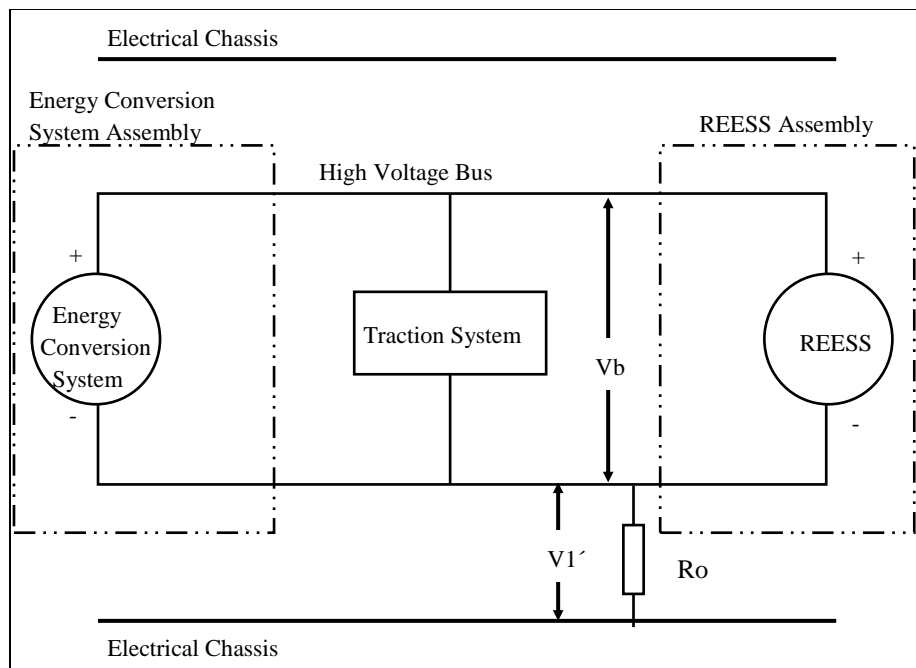 Electrical Chassis
Energy Conversion
System Assembly
REESS Assembly
High Voltage Bus
+
+
Energy
Conversion
System
Traction System
Vb
REESS
-
-
V1´
Ro
Electrical Chassis